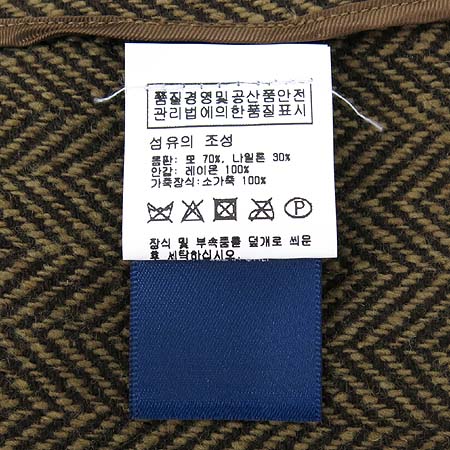 품질경영및공산품안전
관리법에의한품질표시
섬유의 조성
몸판: 모 70%, 나일론 30%
안감: 레이온 100%
가죽장식:소가죽 100%
P
장식 및 부속품을 덮개로 씌운
후 세탁하십시오.